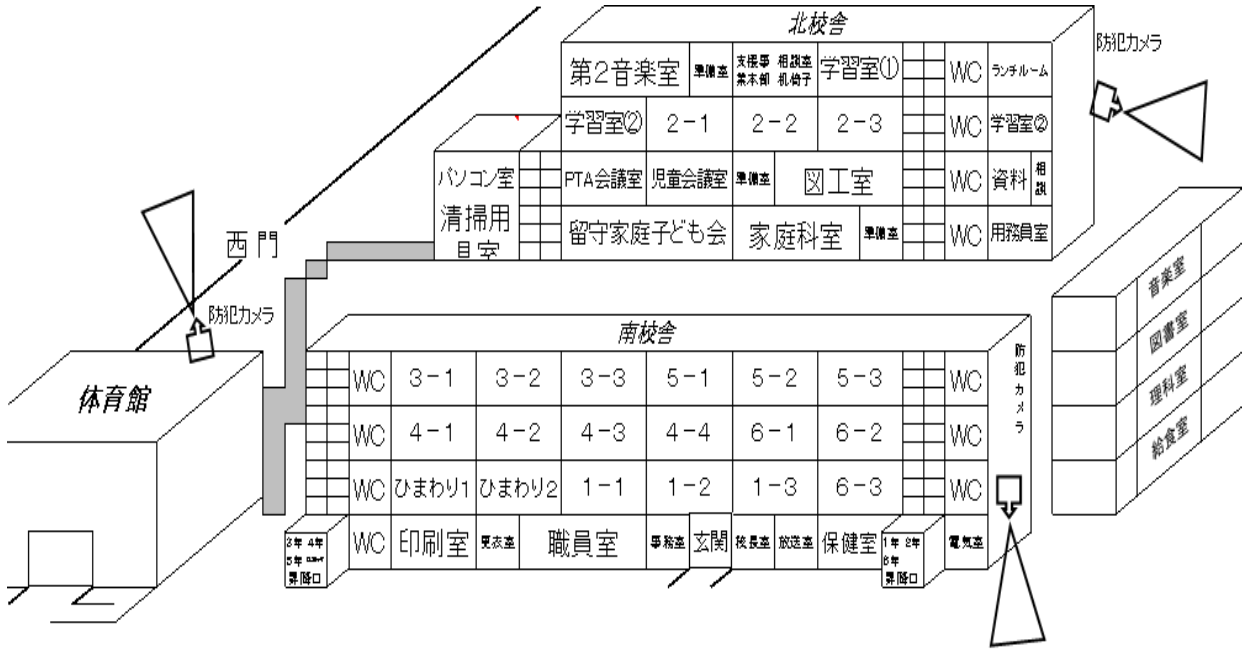 北校舎
防犯カメラ
第2音楽室 準備室 支援事業本部 相談室机椅子 学習室① WC ランチルーム
学習室② 2-1 2-2 2-3 WC 学習室②
パソコン室 PTA会議室 児童会議室 準備室 図工室 WC 資料 相談
清掃用具室 留守家庭子ども会 家庭科室 準備室 WC 用務員室
西門
防犯カメラ
音楽室
図書室
理科室
給食室
南校舎
体育館
防犯カメラ
WC 3-1 3-2 3-3 5-1 5-2 5-3 WC
WC 4-1 4-2 4-3 4-4 6-1 6-2 WC
WC ひまわり1 ひまわり2 1-1 1-2 1-3 6-3 WC
3年 4年
5年
昇降口
WC 印刷室 更衣室 職員室 事務室 玄関 校長室 放送室 保健室
1年 2年
6年
昇降口
電気室